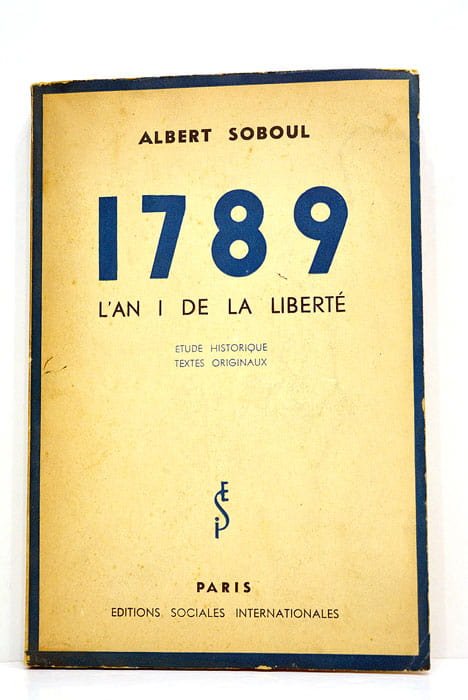 ALBERT SOBOUL
1789
L'AN I DE LA LIBERTÉ
ETUDE HISTORIQUE
TEXTES ORIGINAUX
ESI
PARIS
EDITIONS SOCIALES INTERNATIONALES